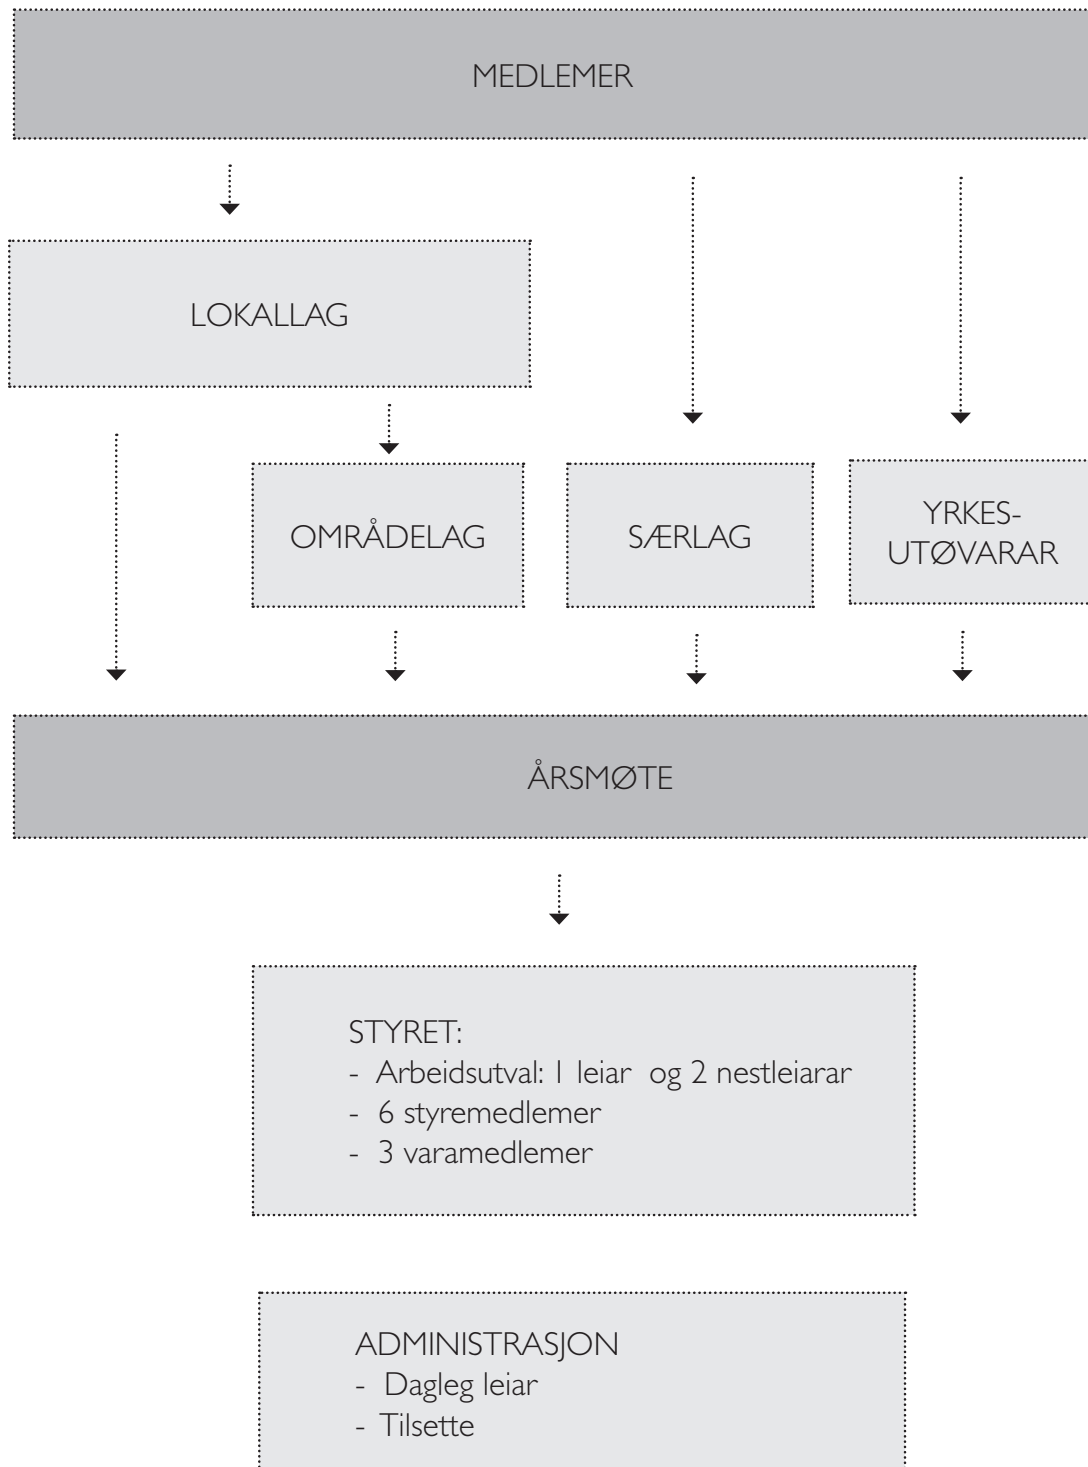 MEDLEMER
LOKALLAG
OMRÅDELAG
SÆRLAG
YRKES-
UTØVARAR
ÅRSMØTE
STYRET:
- Arbeidsutval: 1 leiar og 2 nestleiarar
- 6 styremedlemer
- 3 varamedlemer
ADMINISTRASJON
- Dagleg leiar
- Tilsette